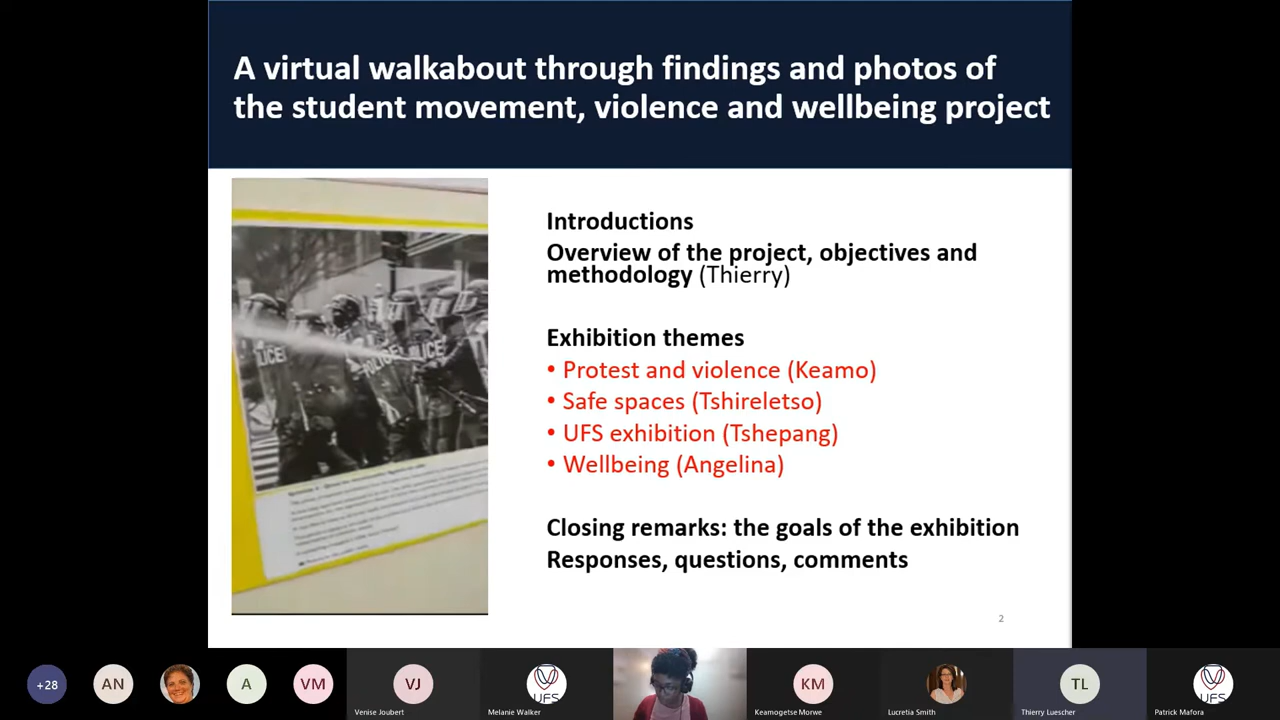 A virtual walkabout through findings and photos of
the student movement, violence and wellbeing project
Introductions
Overview of the project, objectives and
methodology (Thierry)
Exhibition themes
• Protest and violence (Keamo)
• Safe spaces (Tshireletso)
• UFS exhibition (Tshepang)
• Wellbeing (Angelina)
Closing remarks: the goals of the exhibition
Responses, questions, comments
2
POLICE
POLICE
POLICE
+28
AN
A
VM
VJ
UFS
KM
TL
UFS
Venise Joubert
Melanie Walker
Keamogetse Morwe
Lucretia Smith
Thierry Luescher
Patrick Mafora